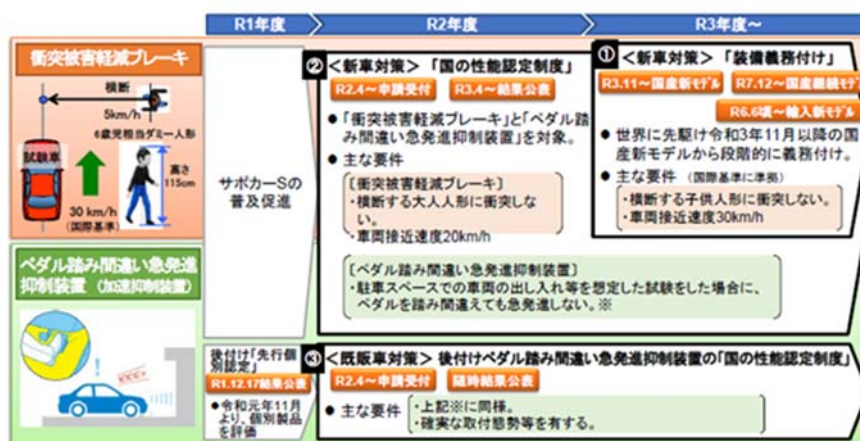 R1年度
R2年度
R3年度～
衝突被害軽減ブレーキ
横断
5km/h
6歳児相当ダミー人形
試験車
高さ
115cm
30 km/h
(国際基準)
サポカーSの
普及促進
② ＜新車対策＞「国の性能認定制度」
R2.4～申請受付
R3.4～結果公表
●「衝突被害軽減ブレーキ」と「ペダル踏
み間違い急発進抑制装置」を対象。
● 主な要件
〔衝突被害軽減ブレーキ〕
・横断する大人人形に衝突しな
い。
・車両接近速度20km/h
〔ペダル踏み間違い急発進抑制装置〕
・駐車スペースでの車両の出し入れ等を想定した試験をした場合に、
ペダルを踏み間違えても急発進しない。※
① ＜新車対策＞「装備義務付け」
R3.11～国産新モデル
R7.12～国産継続モデ
R6.6頃～輸入新モデル
● 世界に先駆け令和3年11月以降の国
産新モデルから段階的に義務付け。
● 主な要件 (国際基準に準拠)
・横断する子供人形に衝突しない。
・車両接近速度30km/h
ペダル踏み間違い急発進
抑制装置 (加速抑制装置)
後付け「先行個
別認定」
R1.12.17結果公表
●令和元年11月
より、個別製品
を評価
③ ＜既販車対策＞ 後付けペダル踏み間違い急発進抑制装置の「国の性能認定制度」
R2.4～申請受付
随時結果公表
● 主な要件
・上記※に同様。
・確実な取付態勢等を有する。